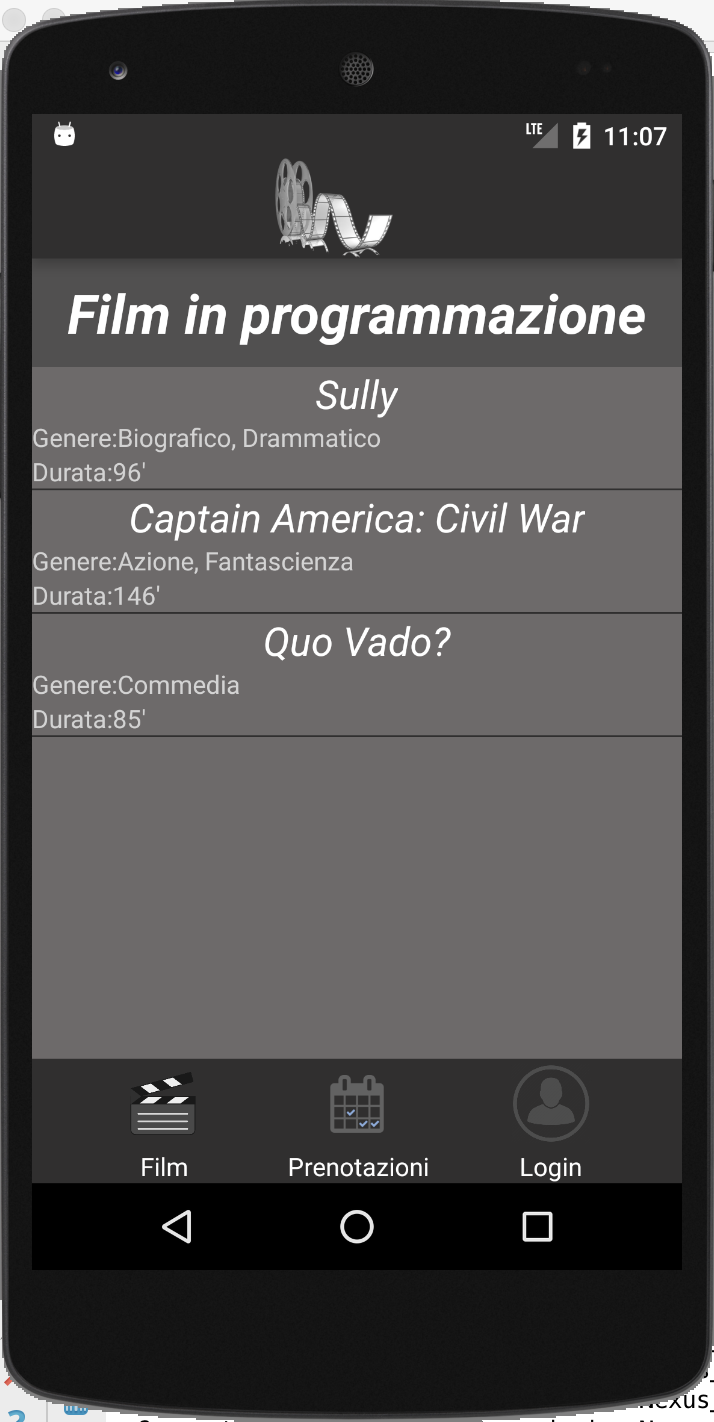 LTE 11:07
Film in programmazione
Sully
Genere:Biografico, Drammatico
Durata:96'
Captain America: Civil War
Genere:Azione, Fantascienza
Durata:146'
Quo Vado?
Genere:Commedia
Durata:85'
Film Prenotazioni Login